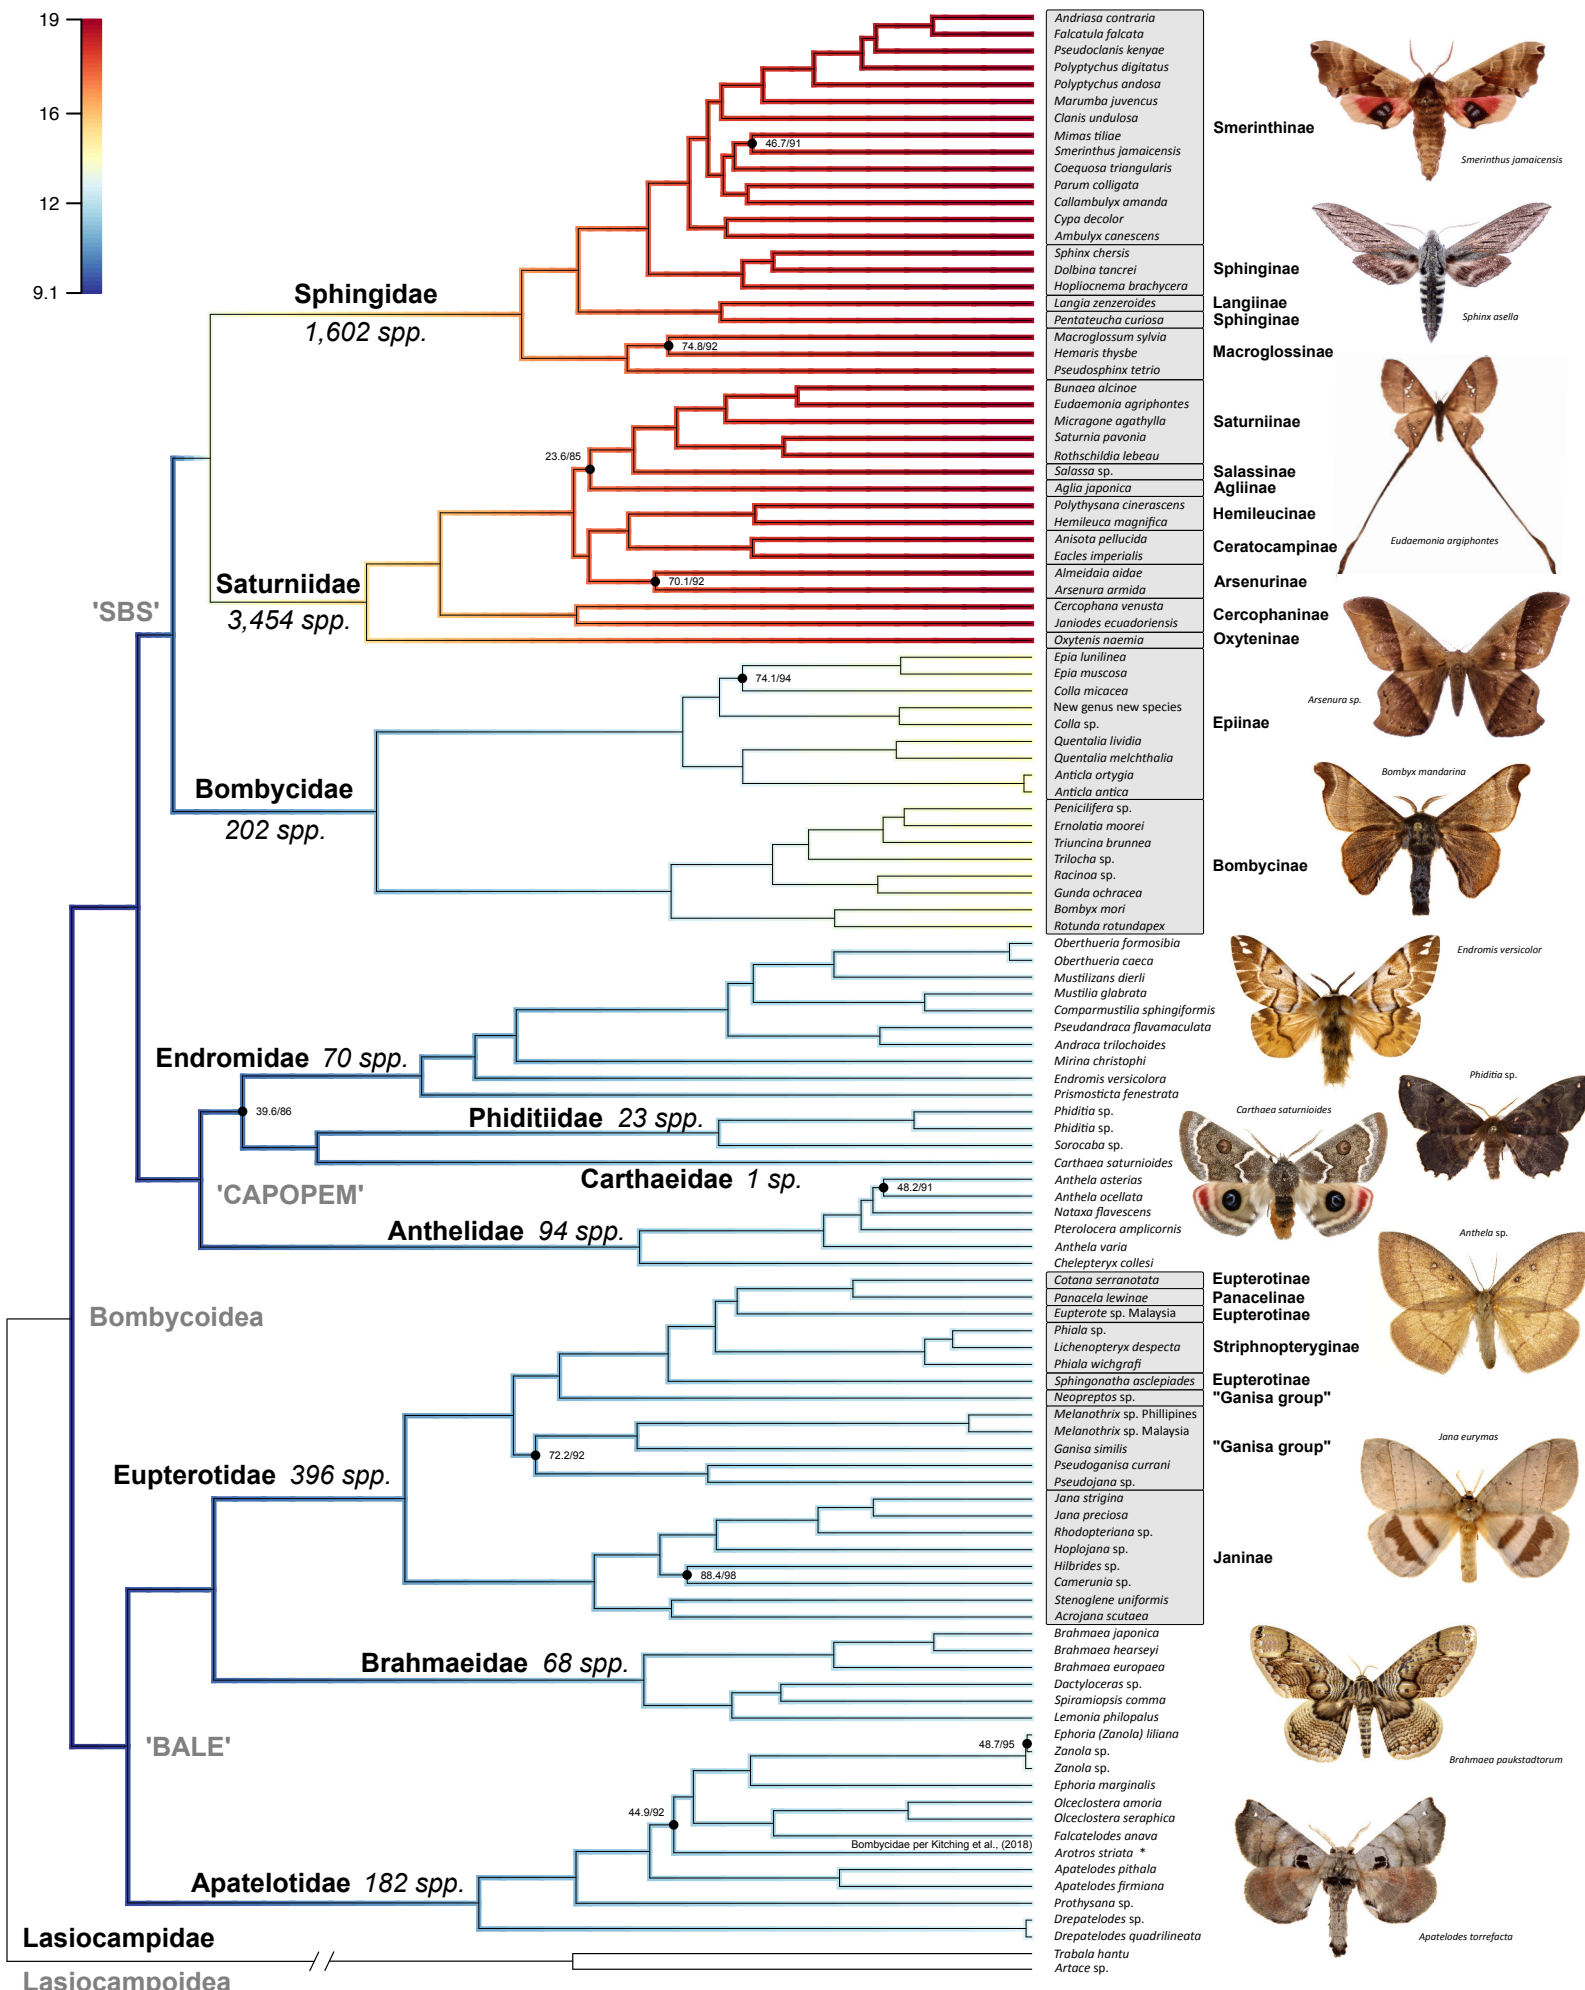 19
16
12
9.1
Sphingidae
1,602 spp.
Saturniidae
3,454 spp.
'SBS'
Bombycidae
202 spp.
Endromidae 70 spp.
Phiditiidae 23 spp.
Carthaeidae 1 sp.
'CAPOPEM'
Anthelidae 94 spp.
Bombycoidea
Eupterotidae 396 spp.
Brahmaeidae 68 spp.
'BALE'
Apatelotidae 182 spp.
Lasiocampidae
Lasiocampoidea
46.7/91
74.8/92
23.6/85
70.1/92
74.1/94
39.6/86
48.2/91
72.2/92
88.4/98
48.7/95
44.9/92
Bombycidae per Kitching et al., (2018)
Andriasa contraria
Falcatula falcata
Pseudoclanis kenyae
Polyptychus digitatus
Polyptychus andosa
Marumba juvencus
Clanis undulosa
Mimas tiliae
Smerinthus jamaicensis
Coequosa triangularis
Parum colligata
Callambulyx amanda
Cypa decolor
Ambulyx canescens
Sphinx chersis
Dolbina tancrei
Hopliocnema brachycera
Langia zenzeroides
Pentateucha curiosa
Macroglossum sylvia
Hemaris thysbe
Pseudosphinx tetrio
Bunaea alcinoe
Eudaemonia agriphontes
Micragone agathylla
Saturnia pavonia
Rothschildia lebeau
Salassa sp.
Aglia japonica
Polythysana cinerascens
Hemileuca magnifica
Anisota pellucida
Eacles imperialis
Almeidaia aidae
Arsenura armida
Cercophana venusta
Janiodes ecuadoriensis
Oxytenis naemia
Epia lunilinea
Epia muscosa
Colla micacea
New genus new species
Colla sp.
Quentalia lividia
Quentalia melchthalia
Anticla ortygia
Anticla antica
Penicilifera sp.
Ernolatia moorei
Triuncina brunnea
Trilocha sp.
Racinoa sp.
Gunda ochracea
Bombyx mori
Rotunda rotundapex
Oberthueria formosibia
Oberthueria caeca
Mustilizans dierli
Mustilia glabrata
Comparmustilia sphingiformis
Pseudandraca flavamaculata
Andraca trilochoides
Mirina christophi
Endromis versicolora
Prismosticta fenestrata
Phiditia sp.
Phiditia sp.
Sorocaba sp.
Carthaea saturnioides
Anthela asterias
Anthela ocellata
Nataxa flavescens
Pterolocera amplicornis
Anthela varia
Chelepteryx collesi
Cotana serranotata
Panacela lewinae
Eupterote sp. Malaysia
Phiala sp.
Lichenopteryx despecta
Phiala wichgrafi
Sphingonatha asclepiades
Neopreptos sp.
Melanothrix sp. Phillipines
Melanothrix sp. Malaysia
Ganisa similis
Pseudoganisa currani
Pseudojana sp.
Jana strigina
Jana preciosa
Rhodopteriana sp.
Hoplojana sp.
Hilbrides sp.
Camerunia sp.
Stenoglene uniformis
Acrojana scutaea
Brahmaea japonica
Brahmaea hearseyi
Brahmaea europaea
Dactyloceras sp.
Spiramiopsis comma
Lemonia philopalus
Ephoria (Zanola) liliana
Zanola sp.
Zanola sp.
Ephoria marginalis
Olceclostera amoria
Olceclostera seraphica
Falcatelodes anava
Arotros striata *
Apatelodes pithala
Apatelodes firmiana
Prothysana sp.
Drepatelodes sp.
Drepatelodes quadrilineata
Trabala hantu
Artace sp.
Smerinthinae
Sphinginae
Langiinae
Sphinginae
Macroglossinae
Saturniinae
Salassinae
Agliinae
Hemileucinae
Ceratocampinae
Arsenurinae
Cercophaninae
Oxyteninae
Epiinae
Bombycinae
Eupterotinae
Panacelinae
Eupterotinae
Striphnopteryginae
Eupterotinae
"Ganisa group"
"Ganisa group"
Janinae
Smerinthus jamaicensis
Sphinx asella
Eudaemonia argiphontes
Arsenura sp.
Bombyx mandarina
Endromis versicolor
Phiditia sp.
Carthaea saturnioides
Anthela sp.
Jana eurymas
Brahmaea paukstadtorum
Apatelodes torrefacta